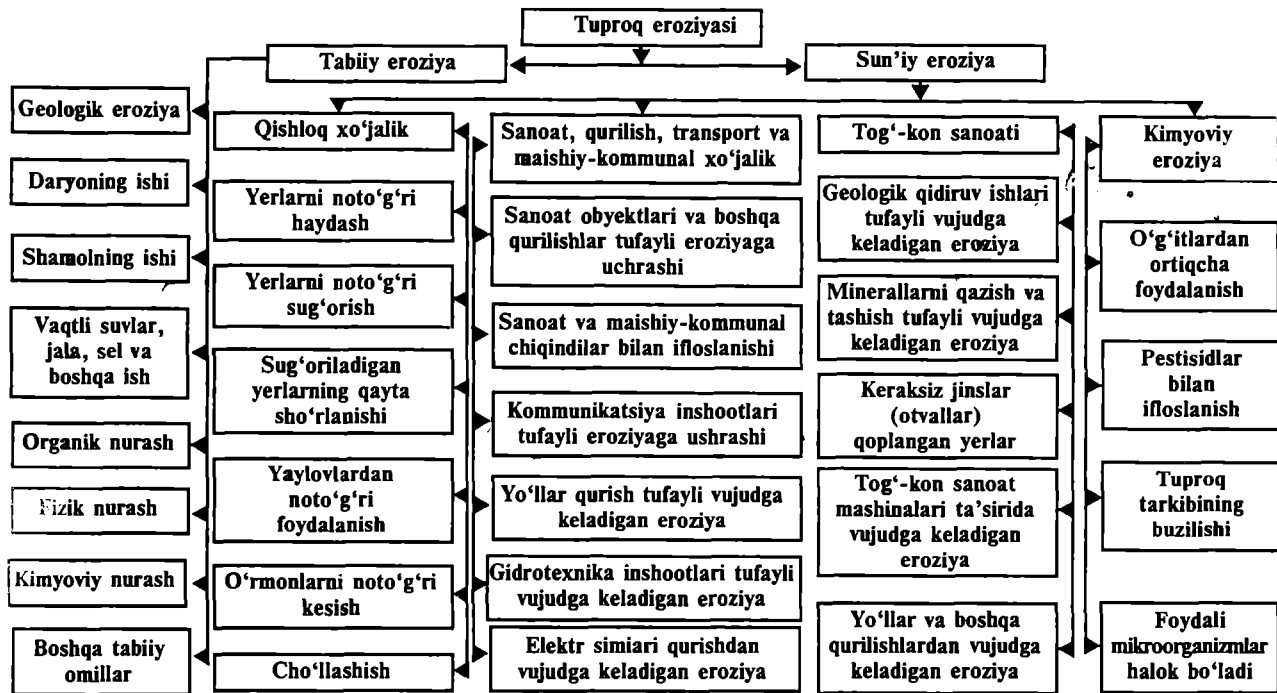 Tuproq eroziyasi
Tabiiy eroziya
Sun'iy eroziya
Geologik eroziya
Daryoning ishi
Shamolning ishi
Vaqtli suvlar,
jala, sel va
boshqa ish
Organik nurash
Fizik nurash
Kimyoviy nurash
Boshqa tabiiy
omillar
Qishloq xo‘jalik
Yerlarni noto‘g‘ri
haydash
Yerlarni noto‘g‘ri
sug‘orish
Sug‘oriladigan
yerlarning qayta
sho‘rlanishi
Yaylovlardan
noto‘g‘ri
foydalanish
O‘rmonlarni noto‘g‘ri
kesish
Cho‘llashish
Sanoat, qurilish, transport va
maishiy-kommunal xo‘jalik
Sanoat obyektlari va boshqa
qurilishlar tufayli eroziyaga
uchrashi
Sanoat va maishiy-kommunal
chiqindilar bilan ifloslanishi
Kommunikatsiya inshootlari
tufayli eroziyaga ushrashi
Yo‘llar qurish tufayli vujudga
keladigan eroziya
Gidrotexnika inshootlari tufayli
vujudga keladigan eroziya
Elektr simiari qurishdan
vujudga keladigan eroziya
Tog‘-kon sanoati
Geologik qidiruv ishlari
tufayli vujudga
keladigan eroziya
Minerallarni qazish va
tashish tufayli vujudga
keladigan eroziya
Keraksiz jinslar
(otvallar)
qoplangan yerlar
Tog‘-kon sanoat
mashinalari ta’sirida
vujudga keladigan
eroziya
Yo‘llar va boshqa
qurilishlardan vujudga
keladigan eroziya
Kimyoviy
eroziya
O‘g‘itlardan
ortiqcha
foydalanish
Pestisidlar
bilan
ifloslanish
Tuproq
tarkibining
buzilishi
Foydali
mikroorganizmlar
halok bo‘ladi